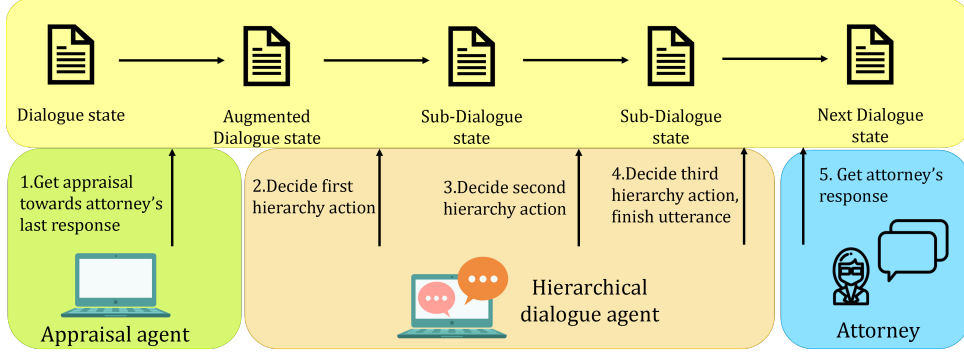 Dialogue state
Augmented
Dialogue state
Sub-Dialogue
state
Sub-Dialogue
state
Next Dialogue
state
1.Get appraisal
towards attorney's
last response
2.Decide first
hierarchy action
3.Decide second
hierarchy action
4.Decide third
hierarchy action,
finish utterance
5. Get attorney's
response
Appraisal agent
Hierarchical
dialogue agent
Attorney